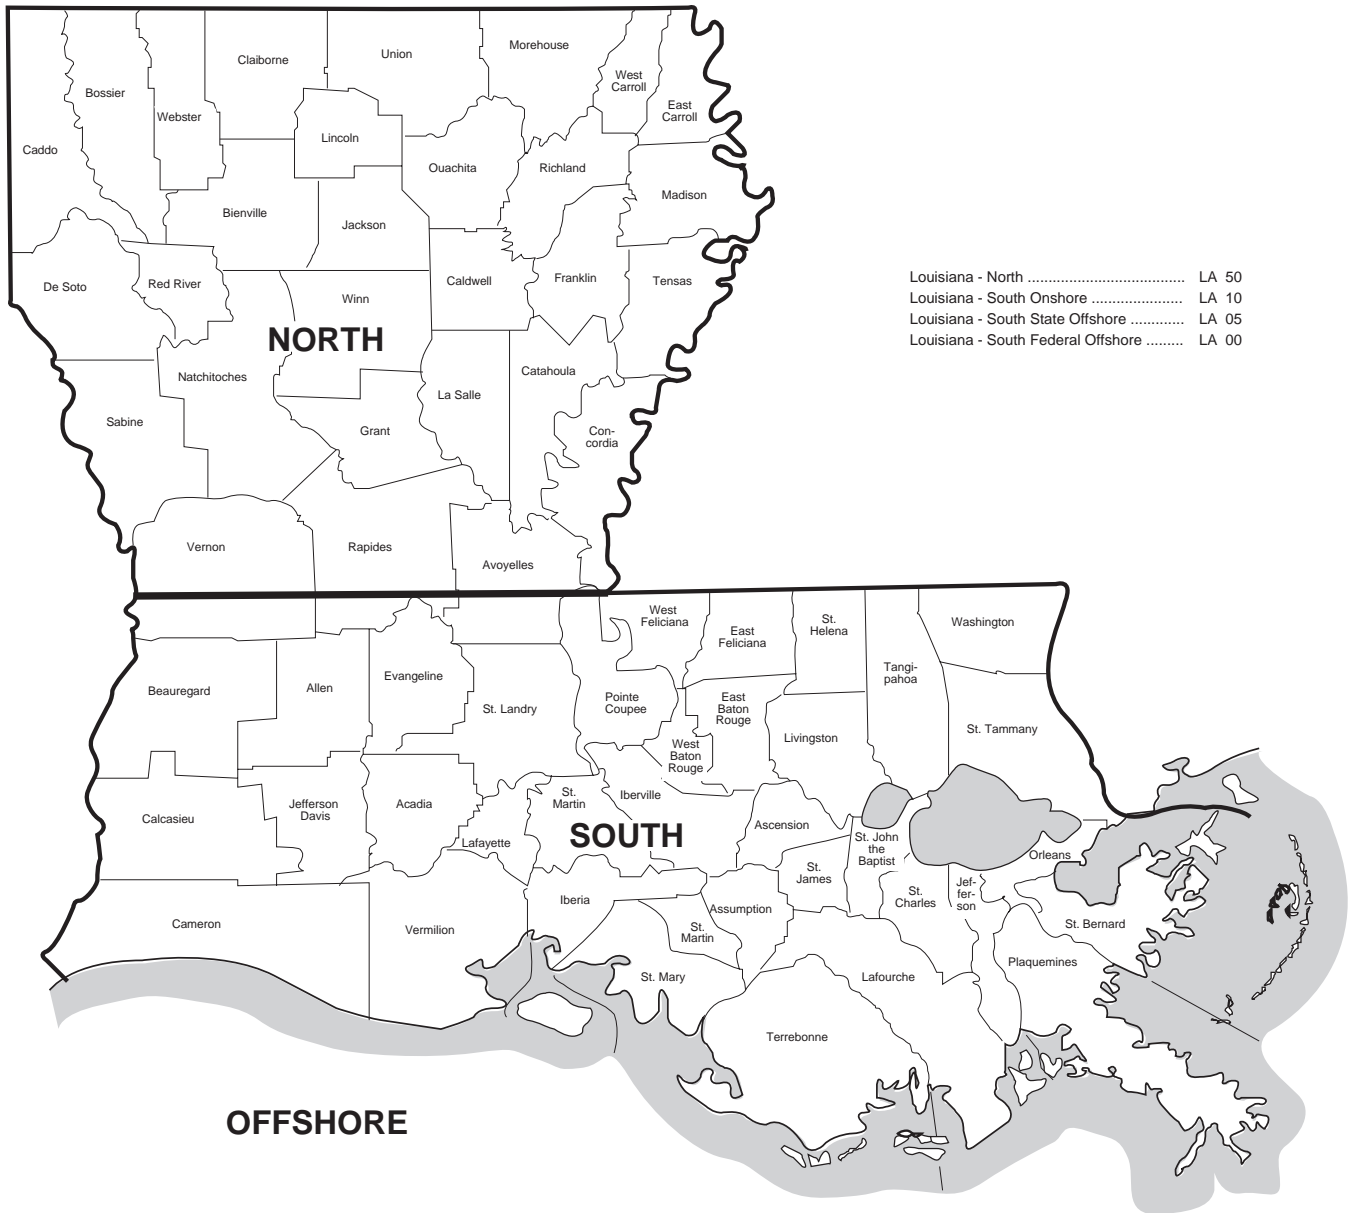 Claiborne
Union
Morehouse
West
Carroll
Bossier
Webster
East
Carroll
Lincoln
Caddo
Ouachita
Richland
Madison
Bienville
Jackson
De Soto
Red River
Caldwell
Franklin
Tensas
Winn
NORTH
Natchitoches
Catahoula
La Salle
Sabine
Grant
Con-
cordia
Vernon
Rapides
Avoyelles
Louisiana - North ..................................... LA 50
Louisiana - South Onshore ...................... LA 10
Louisiana - South State Offshore ............. LA 05
Louisiana - South Federal Offshore ......... LA 00
West
Feliciana
East
Feliciana
St.
Helena
Washington
Tangi-
pahoa
Beauregard
Allen
Evangeline
St. Landry
Pointe
Coupee
East
Baton
Rouge
St. Tammany
Livingston
West
Baton
Rouge
Calcasieu
Jefferson
Davis
Acadia
St.
Martin
Iberville
Lafayette
SOUTH
Ascension
St. John
the
Baptist
Orleans
St.
James
St.
Charles
Jef-
fer-
son
Iberia
Assumption
St. Bernard
Cameron
Vermilion
St.
Martin
Plaquemines
St. Mary
Lafourche
Terrebonne
OFFSHORE